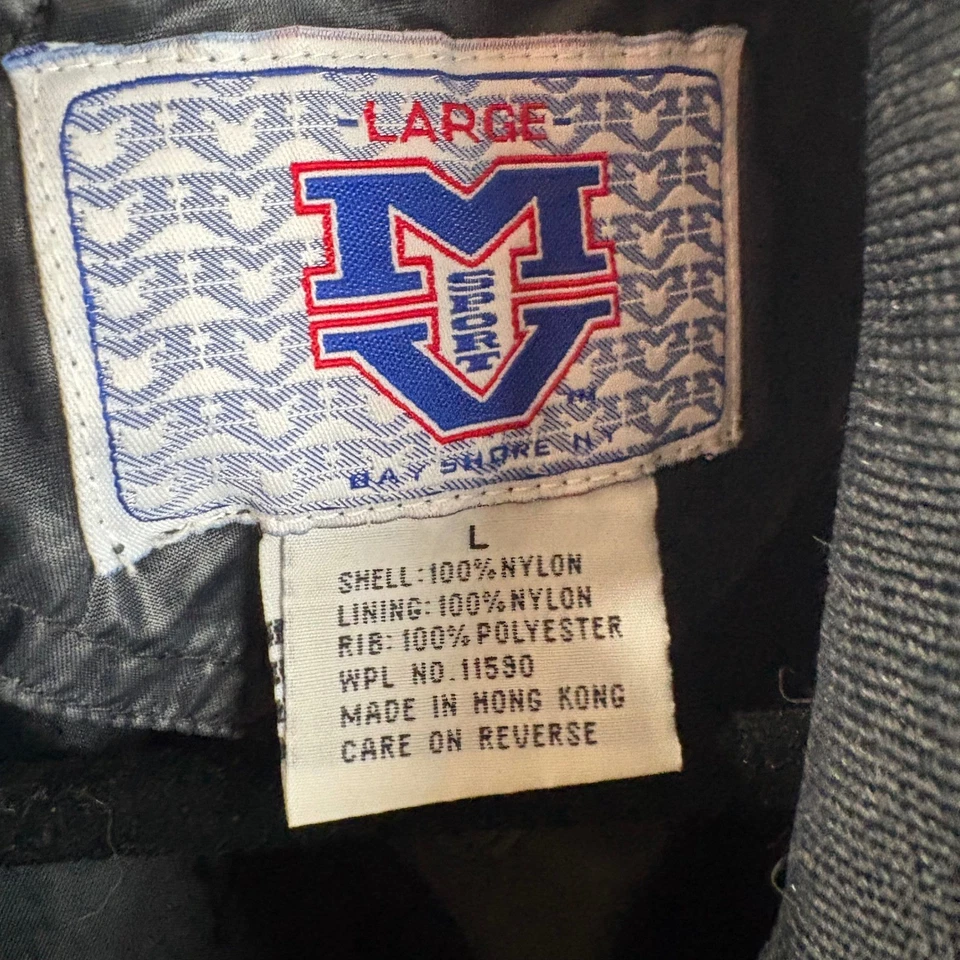 -LARGE-
MV
SPORT
TM
BAY SHORE NY
L
SHELL:100%NYLON
LINING:100%NYLON
RIB: 100% POLYESTER
WPL NO.11590
MADE IN HONG KONG
CARE ON REVERSE